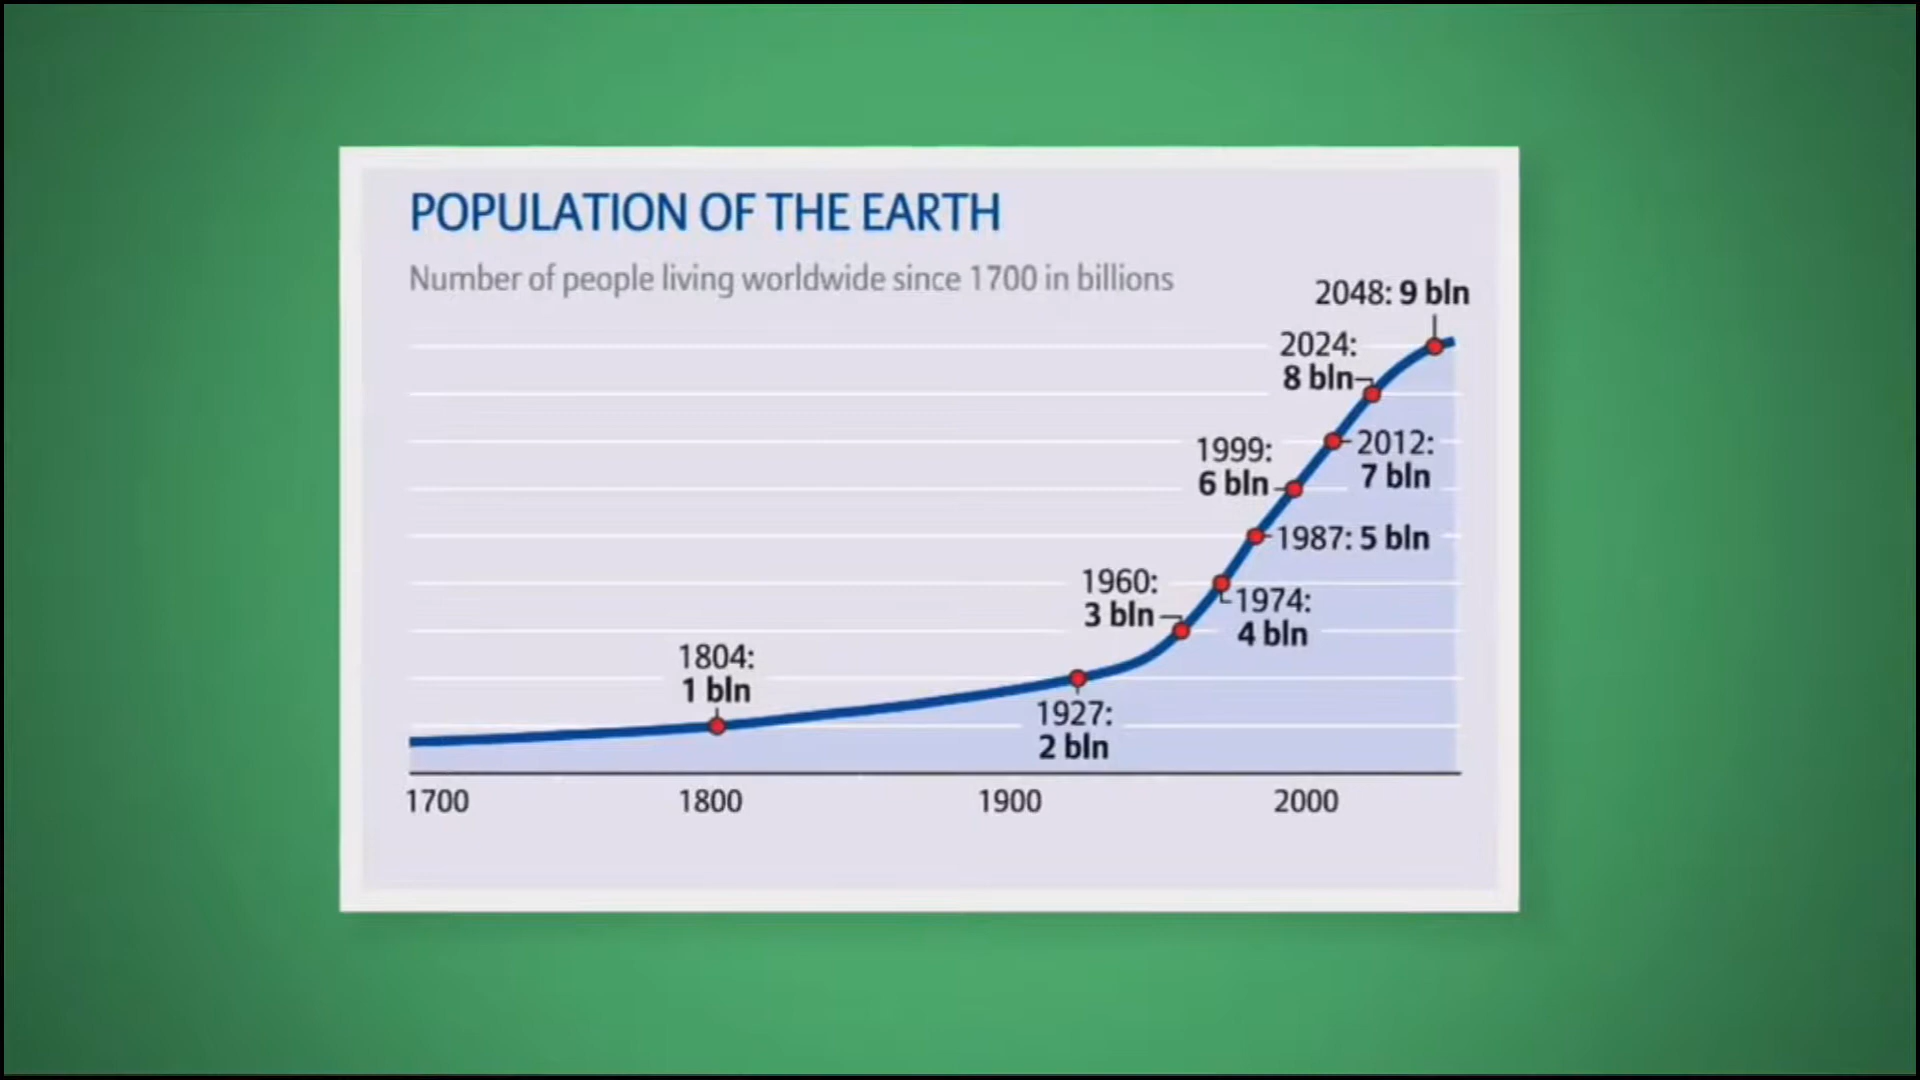 POPULATION OF THE EARTH
Number of people living worldwide since 1700 in billions
2048: 9 bln
2024:
8 bln
2012:
7 bln
1999:
6 bln
1987: 5 bln
1974:
4 bln
1960:
3 bln
1927:
2 bln
1804:
1 bln
1700 1800 1900 2000